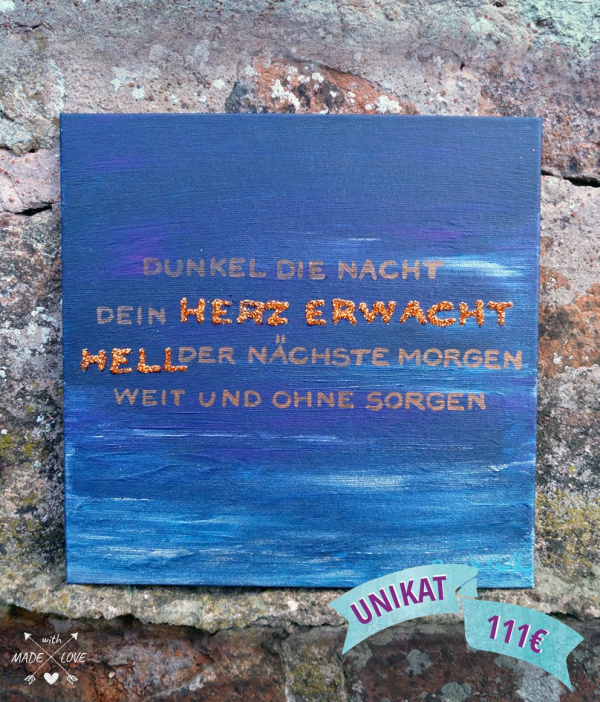 DUNKEL DIE NACHT
DEIN HERZ ERWACHT
HELL DER NÄCHSTE MORGEN
WEIT UND OHNE SORGEN
UNIKAT
111€
with
MADE LOVE